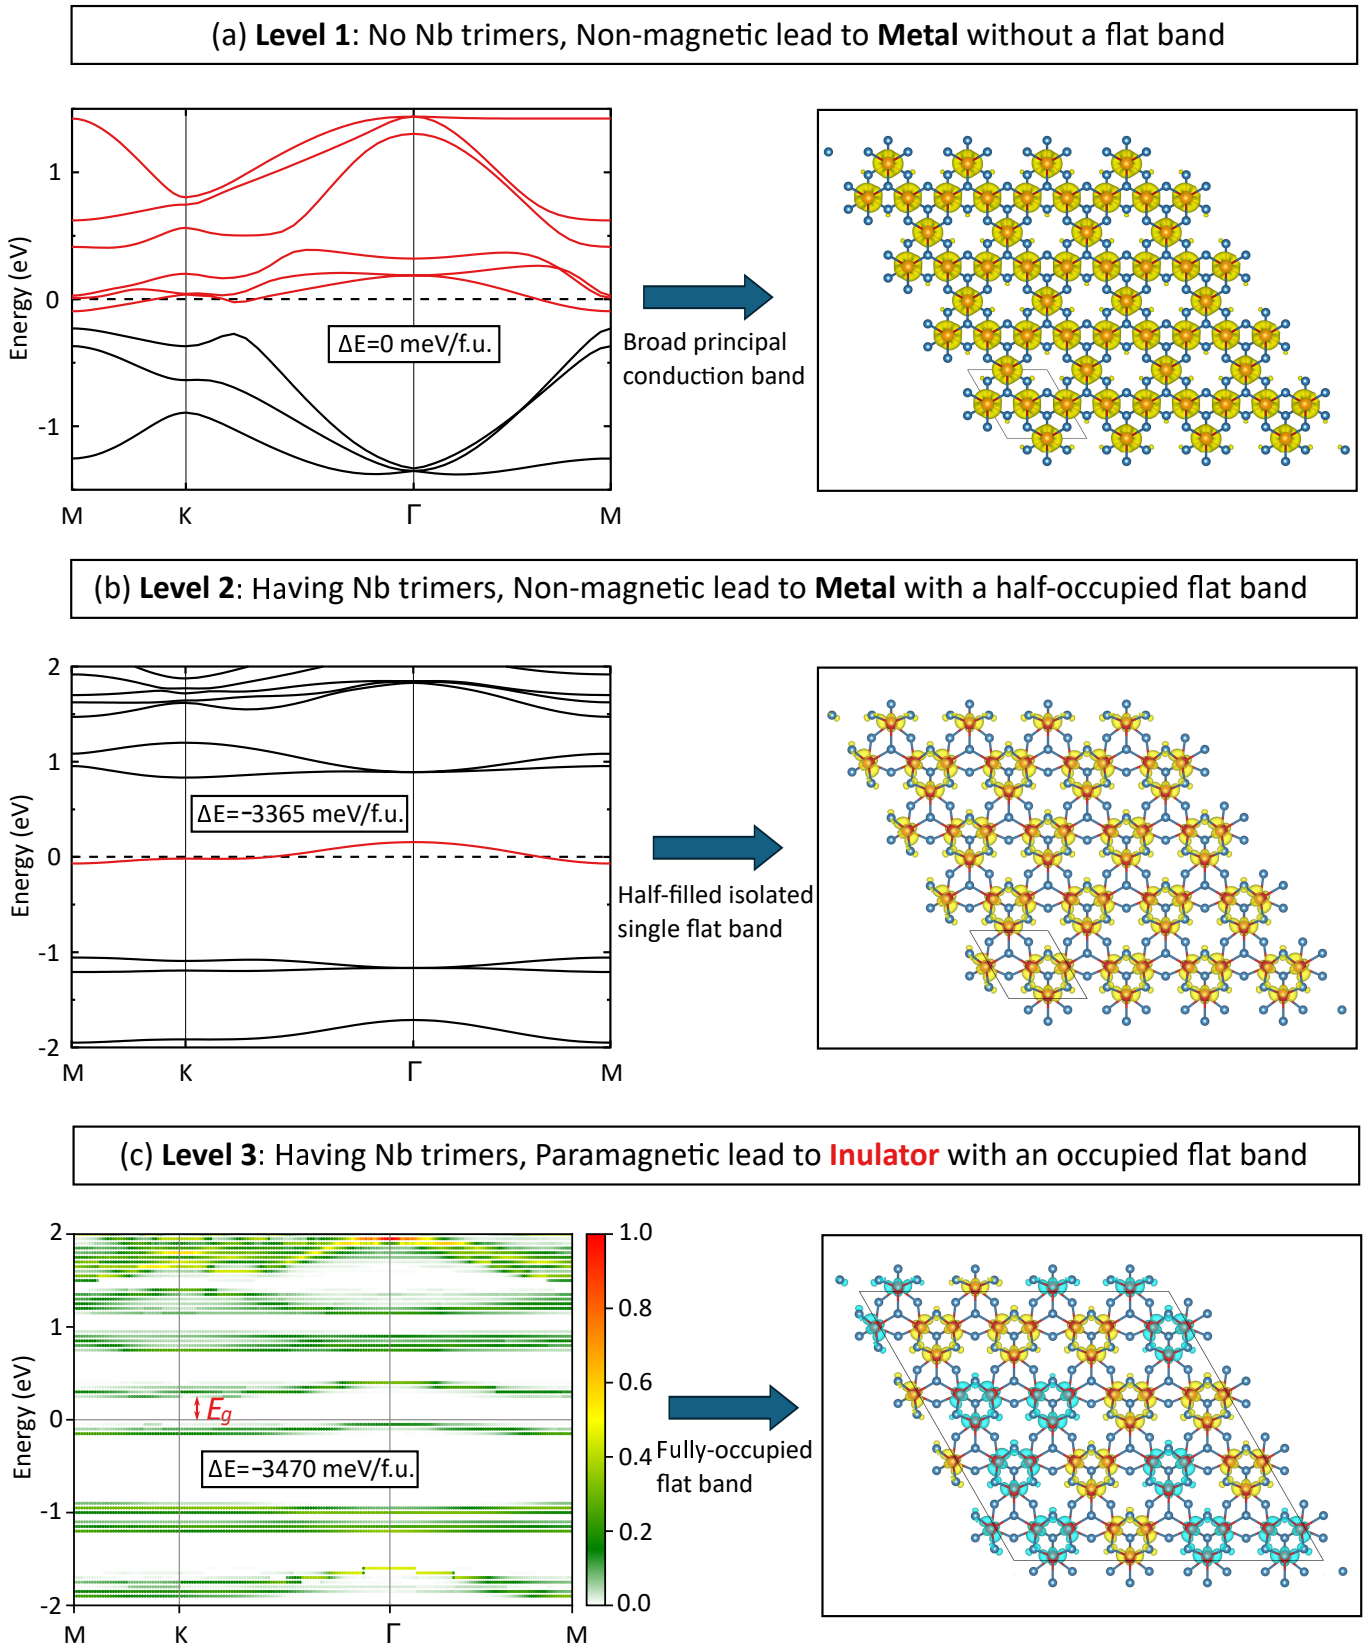 (a) Level 1: No Nb trimers, Non-magnetic lead to Metal without a flat band
Energy (eV)
1
0
-1
ΔE=0 meV/f.u.
M K Γ M
Broad principal
conduction band
(b) Level 2: Having Nb trimers, Non-magnetic lead to Metal with a half-occupied flat band
Energy (eV)
2
1
0
-1
-2
ΔE=−3365 meV/f.u.
M K Γ M
Half-filled isolated
single flat band
(c) Level 3: Having Nb trimers, Paramagnetic lead to Inulator with an occupied flat band
Energy (eV)
2
1
0
-1
-2
Eg
ΔE=−3470 meV/f.u.
M K Γ M
1.0
0.8
0.6
0.4
0.2
0.0
Fully-occupied
flat band